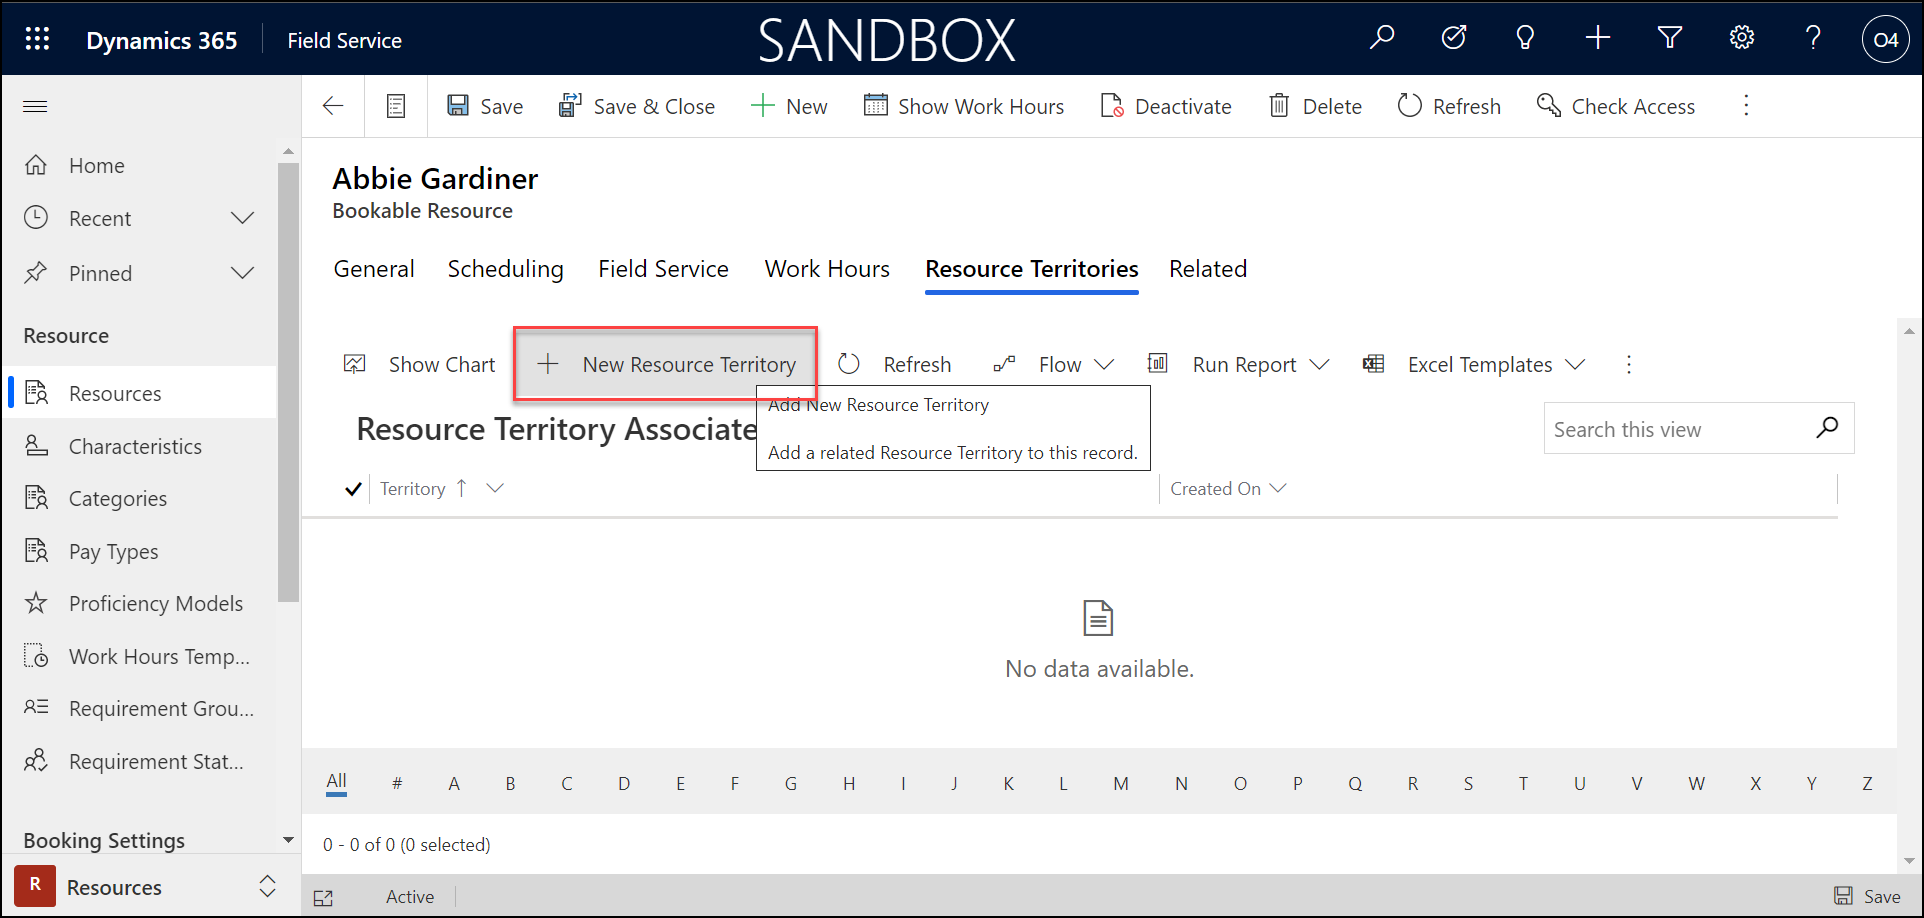 Dynamics 365
Field Service
SANDBOX
O4
Save
Save & Close
New
Show Work Hours
Deactivate
Delete
Refresh
Check Access
Home
Recent
Pinned
Resource
Resources
Characteristics
Categories
Pay Types
Proficiency Models
Work Hours Temp...
Requirement Grou...
Requirement Stat...
Booking Settings
R
Resources
Abbie Gardiner
Bookable Resource
General
Scheduling
Field Service
Work Hours
Resource Territories
Related
Show Chart
New Resource Territory
Refresh
Flow
Run Report
Excel Templates
Add New Resource Territory
Add a related Resource Territory to this record.
Resource Territory Associate
Search this view
Territory
Created On
No data available.
All # A B C D E F G H I J K L M N O P Q R S T U V W X Y Z
0 - 0 of 0 (0 selected)
Active
Save